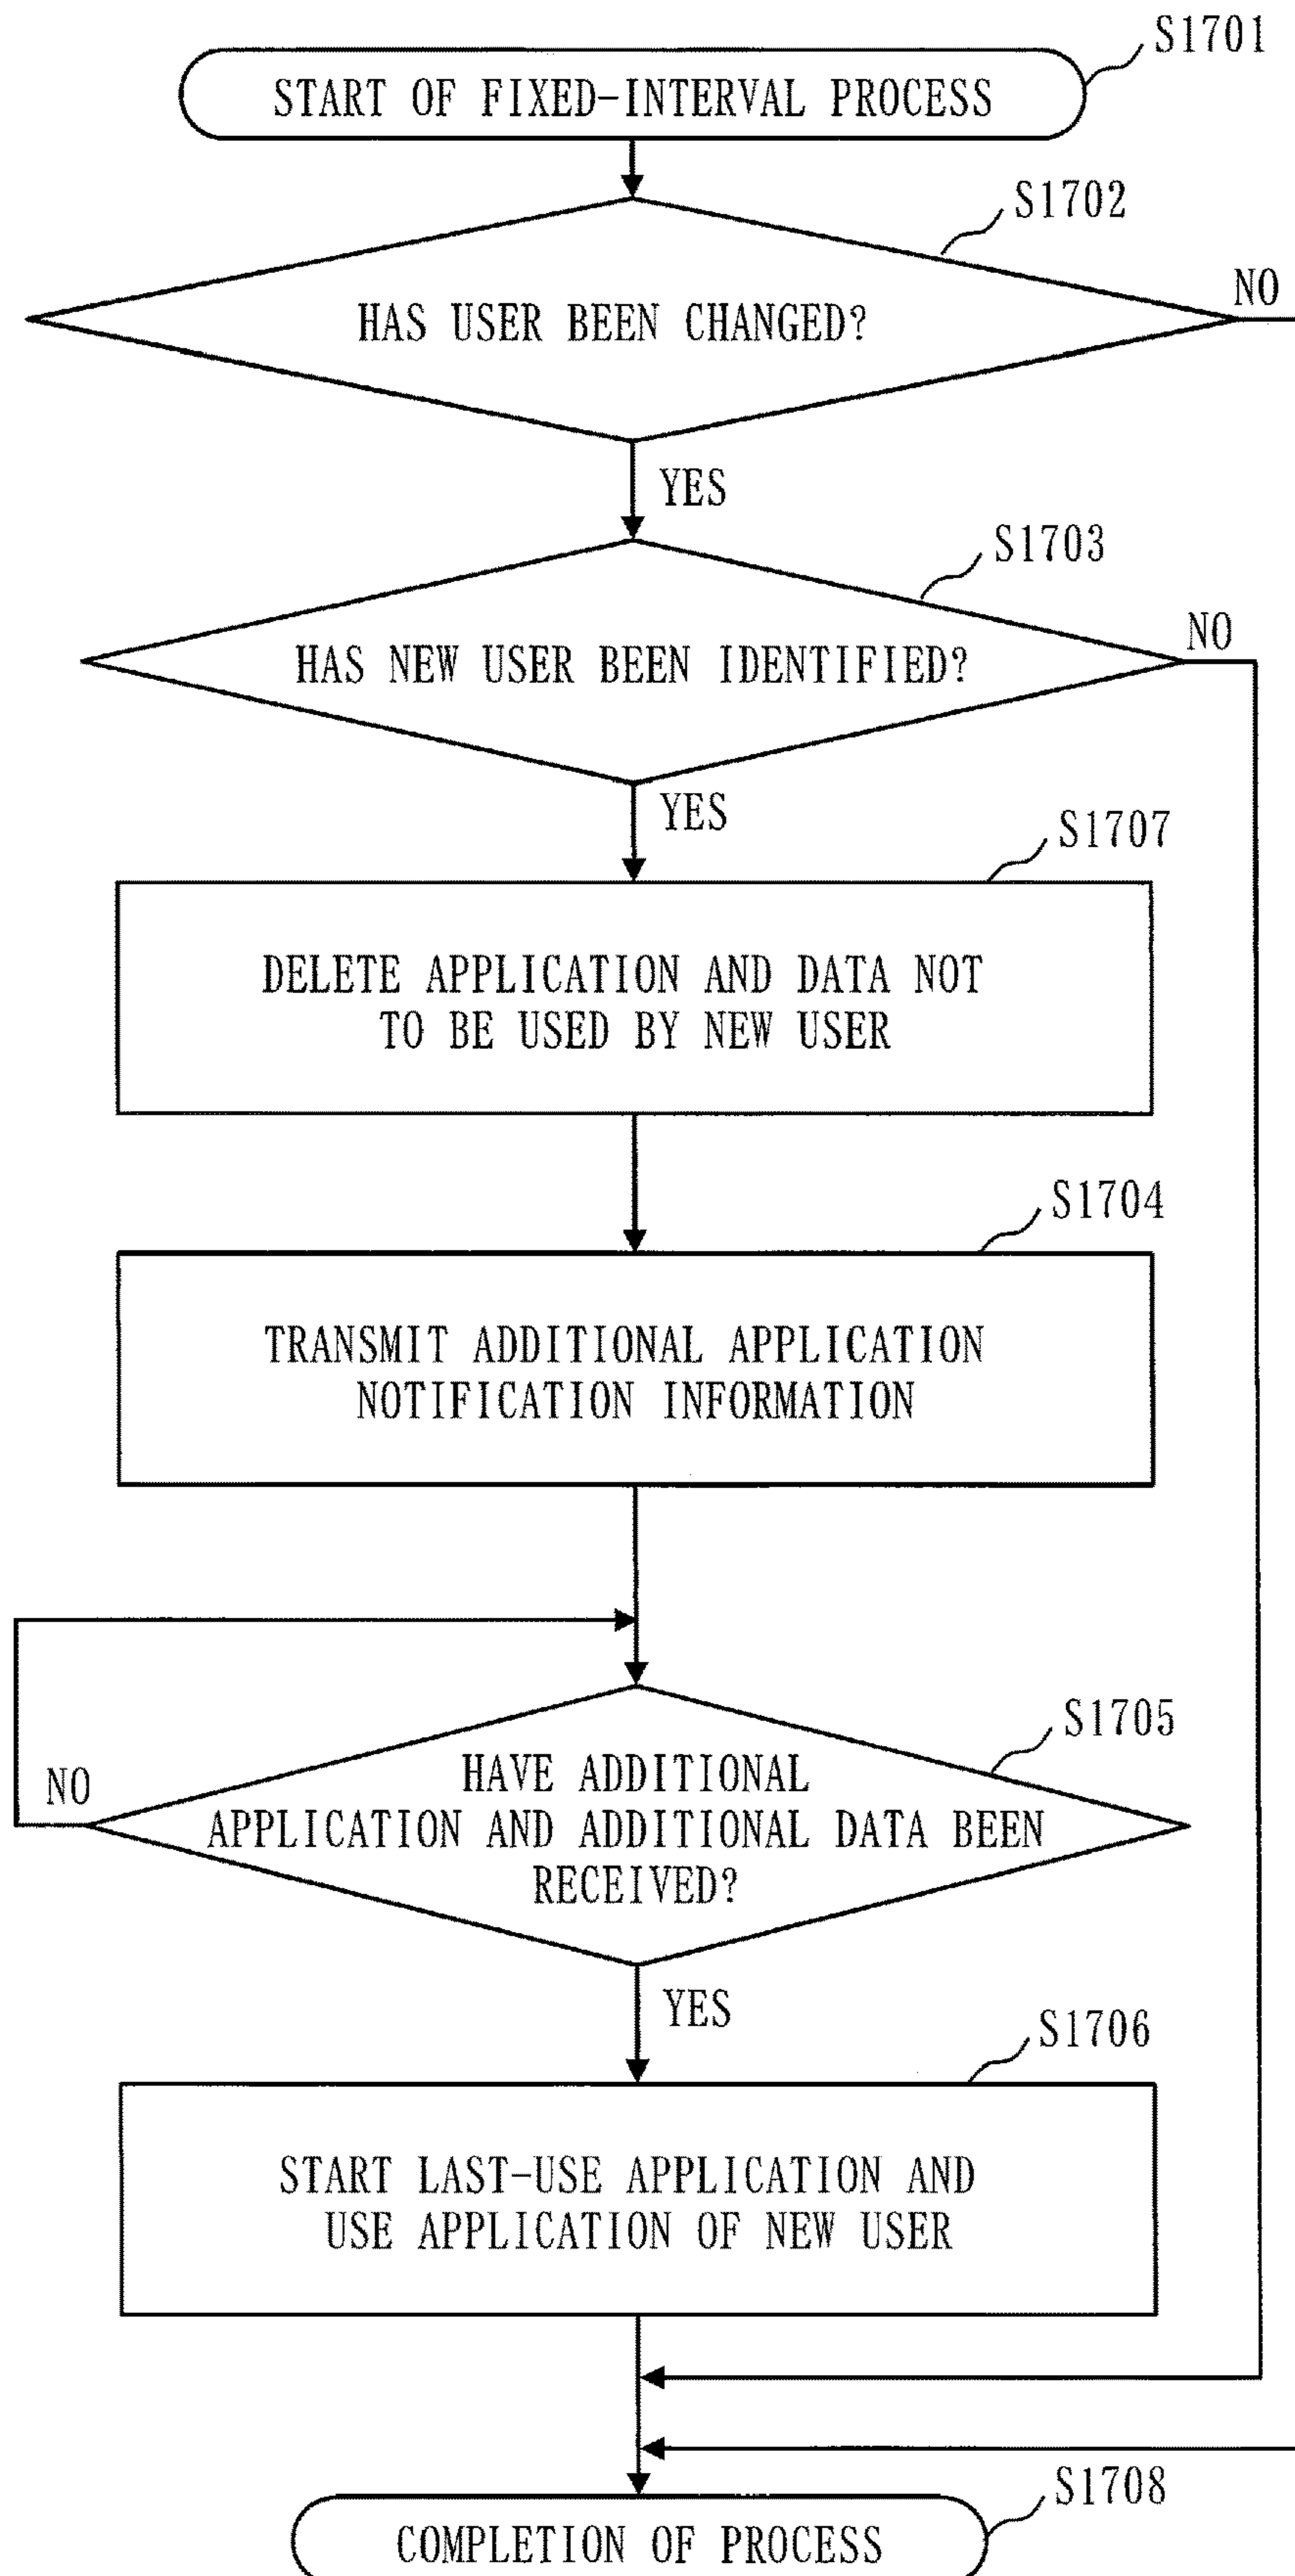 S1701
START OF FIXED-INTERVAL PROCESS
S1702
NO
HAS USER BEEN CHANGED?
YES
S1703
NO
HAS NEW USER BEEN IDENTIFIED?
YES
S1707
DELETE APPLICATION AND DATA NOT
TO BE USED BY NEW USER
S1704
TRANSMIT ADDITIONAL APPLICATION
NOTIFICATION INFORMATION
S1705
NO
HAVE ADDITIONAL
APPLICATION AND ADDITIONAL DATA BEEN
RECEIVED?
YES
S1706
START LAST-USE APPLICATION AND
USE APPLICATION OF NEW USER
S1708
COMPLETION OF PROCESS